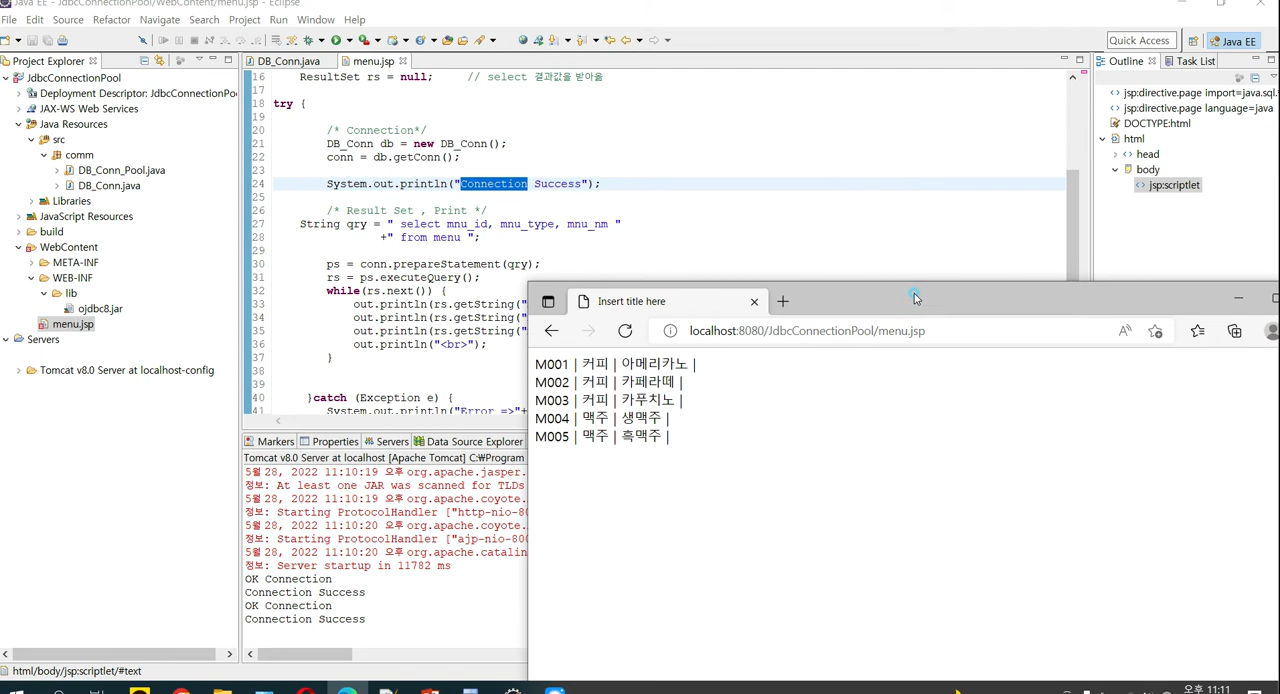 Java EE - JdbcConnectionPool/WebContent/menu.jsp - Eclipse
File Edit Source Refactor Navigate Search Project Run Window Help
Quick Access
Java EE
Project Explorer
JdbcConnectionPool
Deployment Descriptor: JdbcConnectionPo
JAX-WS Web Services
Java Resources
src
comm
DB_Conn_Pool.java
DB_Conn.java
Libraries
JavaScript Resources
build
WebContent
META-INF
WEB-INF
lib
ojdbc8.jar
menu.jsp
Servers
Tomcat v8.0 Server at localhost-config
DB_Conn.java menu.jsp
16 ResultSet rs = null; // select 결과값을 받아옮
17
18 try {
19
20 /* Connection*/
21 DB_Conn db = new DB_Conn();
22 conn = db.getConn();
23
24 System.out.println("Connection Success");
25
26 /* Result Set , Print */
27 String qry = " select mnu_id, mnu_type, mnu_nm "
28 +" from menu ";
29
30 ps = conn.prepareStatement(qry);
31 rs = ps.executeQuery();
32 while(rs.next()) {
33 out.println(rs.getString("
34 out.println(rs.getString("
35 out.println(rs.getString("
36 out.println("<br>");
37 }
38
39
40 }catch (Exception e) {
41 System.out.println("Error =>"+
Outline Task List
jsp:directive.page import=java.sql.*
jsp:directive.page language=java
DOCTYPE:html
html
head
body
jsp:scriptlet
Markers Properties Servers Data Source Explorer
Tomcat v8.0 Server at localhost [Apache Tomcat] C:₩Program
5월 28, 2022 11:10:19 오후 org.apache.jasper.
정보: At least one JAR was scanned for TLDs
5월 28, 2022 11:10:19 오후 org.apache.coyote.
정보: Starting ProtocolHandler ["http-nio-80
5월 28, 2022 11:10:20 오후 org.apache.coyote.
정보: Starting ProtocolHandler ["ajp-nio-800
5월 28, 2022 11:10:20 오후 org.apache.catalin
정보: Server startup in 11782 ms
OK Connection
Connection Success
OK Connection
Connection Success
Insert title here
localhost:8080/JdbcConnectionPool/menu.jsp
M001 | 커피 | 아메리카노 |
M002 | 커피 | 카페라떼 |
M003 | 커피 | 카푸치노 |
M004 | 맥주 | 생맥주 |
M005 | 맥주 | 흑맥주 |
html/body/jsp:scriptlet/#text
오후 11:11